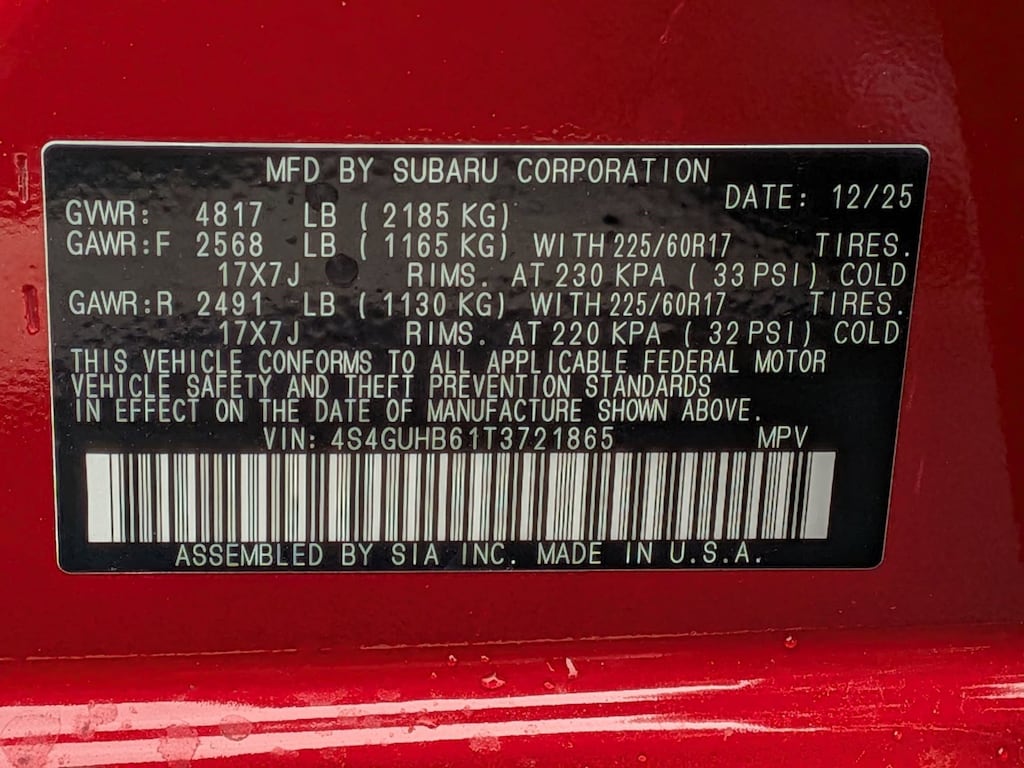 MFD BY SUBARU CORPORATION
DATE: 12/25
GVWR: 4817 LB ( 2185 KG)
GAWR:F 2568 LB ( 1165 KG) WITH 225/60R17 TIRES.
17X7J RIMS. AT 230 KPA ( 33 PSI) COLD
GAWR:R 2491 LB ( 1130 KG) WITH 225/60R17 TIRES.
17X7J RIMS. AT 220 KPA ( 32 PSI) COLD
THIS VEHICLE CONFORMS TO ALL APPLICABLE FEDERAL MOTOR
VEHICLE SAFETY AND THEFT PREVENTION STANDARDS
IN EFFECT ON THE DATE OF MANUFACTURE SHOWN ABOVE.
VIN: 4S4GUHB61T3721865 MPV
ASSEMBLED BY SIA INC. MADE IN U.S.A.